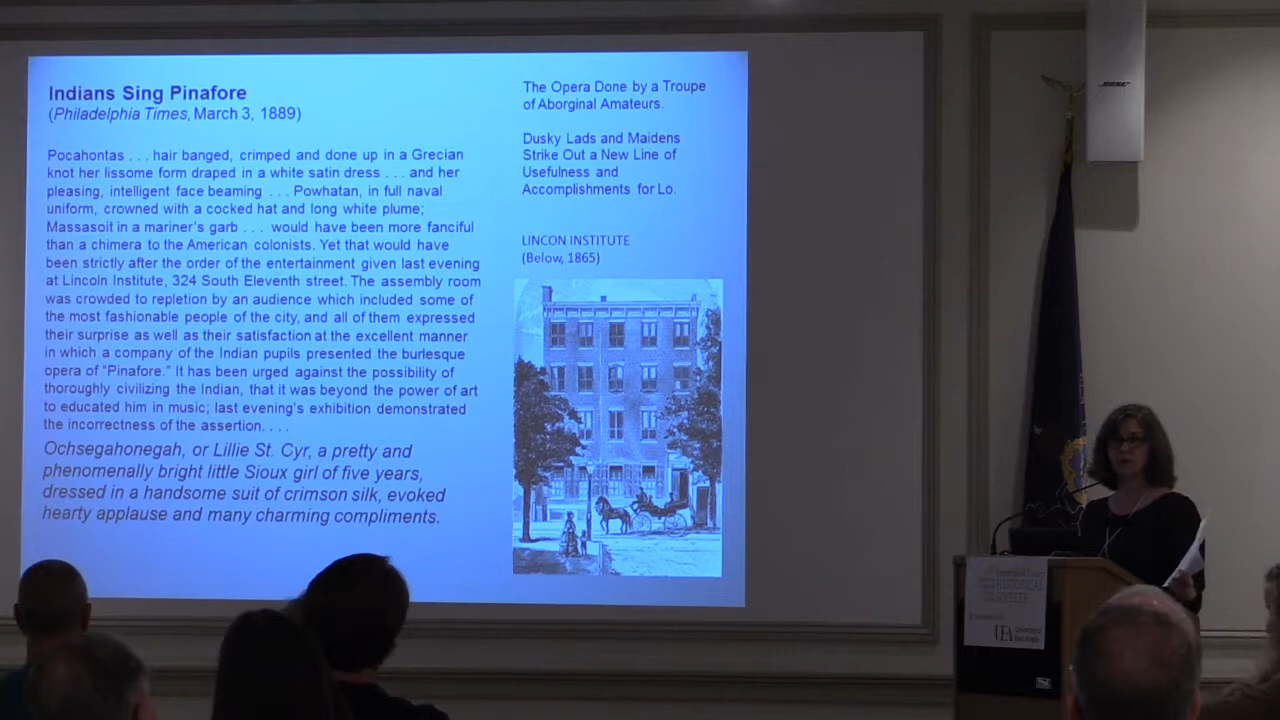 Indians Sing Pinafore
(Philadelphia Times, March 3, 1889)
Pocahontas . . . hair banged, crimped and done up in a Grecian
knot her lissome form draped in a white satin dress . . . and her
pleasing, intelligent face beaming . . . Powhatan, in full naval
uniform, crowned with a cocked hat and long white plume;
Massasoit in a mariner's garb . . . would have been more fanciful
than a chimera to the American colonists. Yet that would have
been strictly after the order of the entertainment given last evening
at Lincoln Institute, 324 South Eleventh street. The assembly room
was crowded to repletion by an audience which included some of
the most fashionable people of the city, and all of them expressed
their surprise as well as their satisfaction at the excellent manner
in which a company of the Indian pupils presented the burlesque
opera of "Pinafore." It has been urged against the possibility of
thoroughly civilizing the Indian, that it was beyond the power of art
to educated him in music; last evening's exhibition demonstrated
the incorrectness of the assertion. . . .
Ochsegahonegah, or Lillie St. Cyr, a pretty and
phenomenally bright little Sioux girl of five years,
dressed in a handsome suit of crimson silk, evoked
hearty applause and many charming compliments.
The Opera Done by a Troupe
of Aboriginal Amateurs.
Dusky Lads and Maidens
Strike Out a New Line of
Usefulness and
Accomplishments for Lo.
LINCON INSTITUTE
(Below, 1865)
BOSE
HISTORICAL
SOCIETY
UEA University of
East Anglia